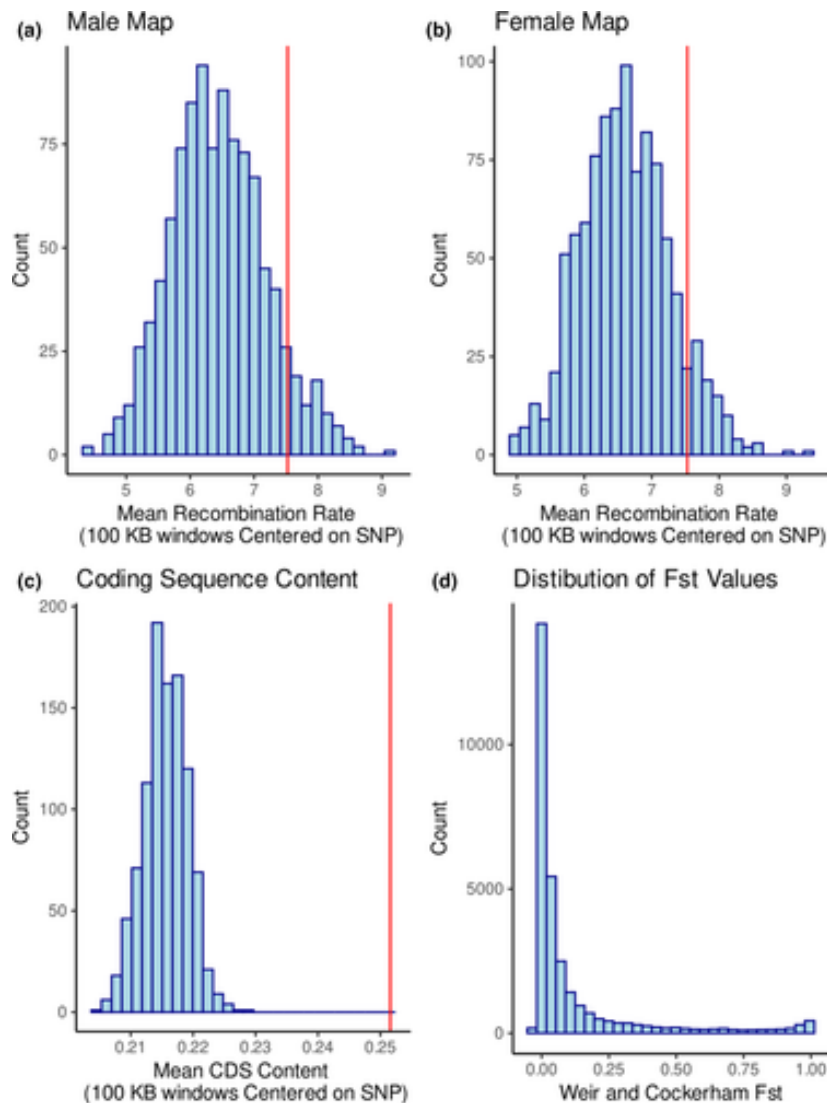 (a) Male Map
75
50
25
0
Count
5 6 7 8 9
Mean Recombination Rate
(100 KB windows Centered on SNP)
(b) Female Map
100
75
50
25
0
Count
5 6 7 8 9
Mean Recombination Rate
(100 KB windows Centered on SNP)
(c) Coding Sequence Content
200
150
100
50
0
Count
0.21 0.22 0.23 0.24 0.25
Mean CDS Content
(100 KB windows Centered on SNP)
(d) Distibution of Fst Values
10000
5000
0
Count
0.00 0.25 0.50 0.75 1.00
Weir and Cockerham Fst